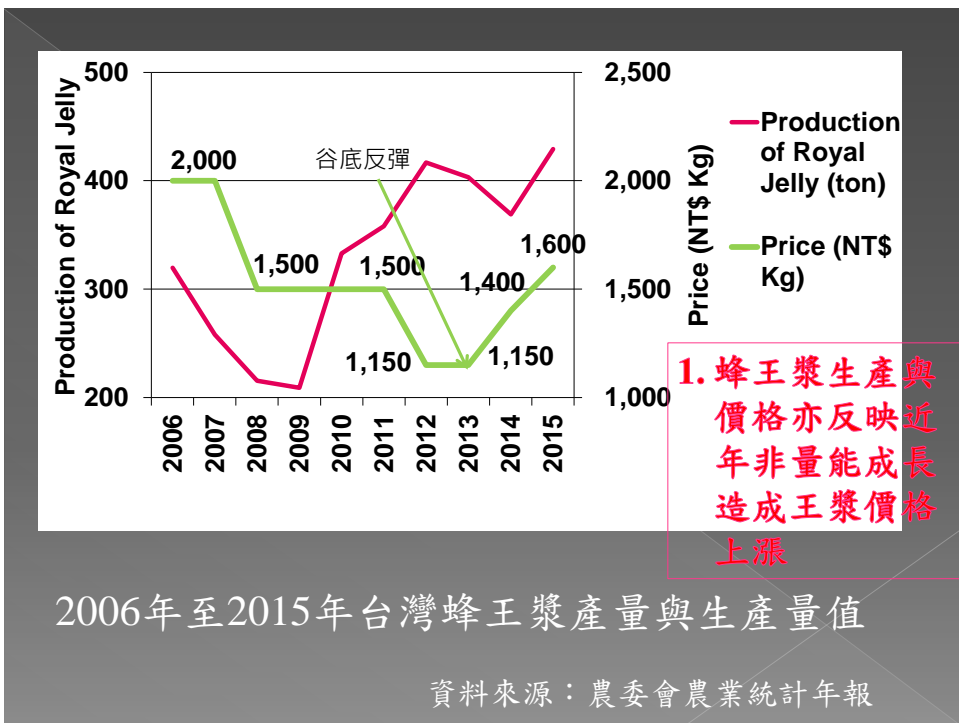 Production of Royal Jelly
500
400
300
200
2,000
1,500
1,500
1,150
1,150
1,400
1,600
谷底反彈
2006
2007
2008
2009
2010
2011
2012
2013
2014
2015
2,500
2,000
1,500
1,000
Price (NT$ Kg)
Production
of Royal
Jelly (ton)
Price (NT$
Kg)
1. 蜂王漿生產與
價格亦反映近
年非量能成長
造成王漿價格
上漲
2006年至2015年台灣蜂王漿產量與生產量值
資料來源：農委會農業統計年報